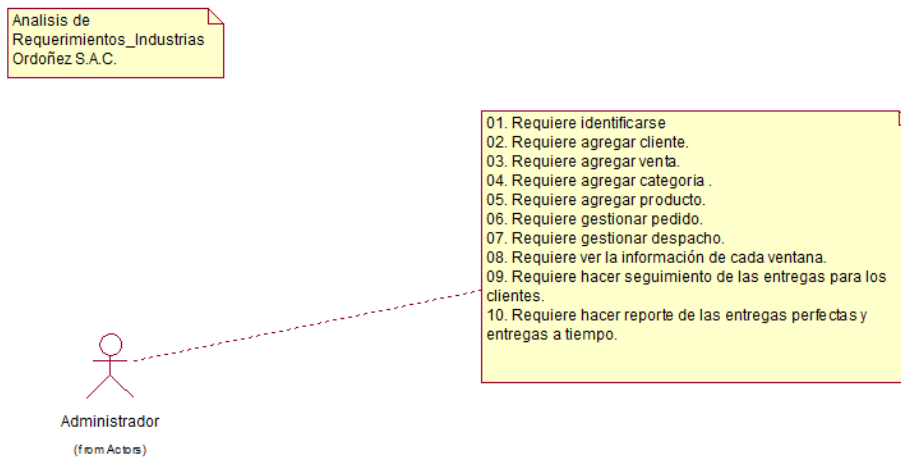 Analisis de
Requerimientos_Industrias
Ordoñez S.A.C.
01. Requiere identificarse
02. Requiere agregar cliente.
03. Requiere agregar venta.
04. Requiere agregar categoria .
05. Requiere agregar producto.
06. Requiere gestionar pedido.
07. Requiere gestionar despacho.
08. Requiere ver la información de cada ventana.
09. Requiere hacer seguimiento de las entregas para los
clientes.
10. Requiere hacer reporte de las entregas perfectas y
entregas a tiempo.
Administrador
(from Actors)